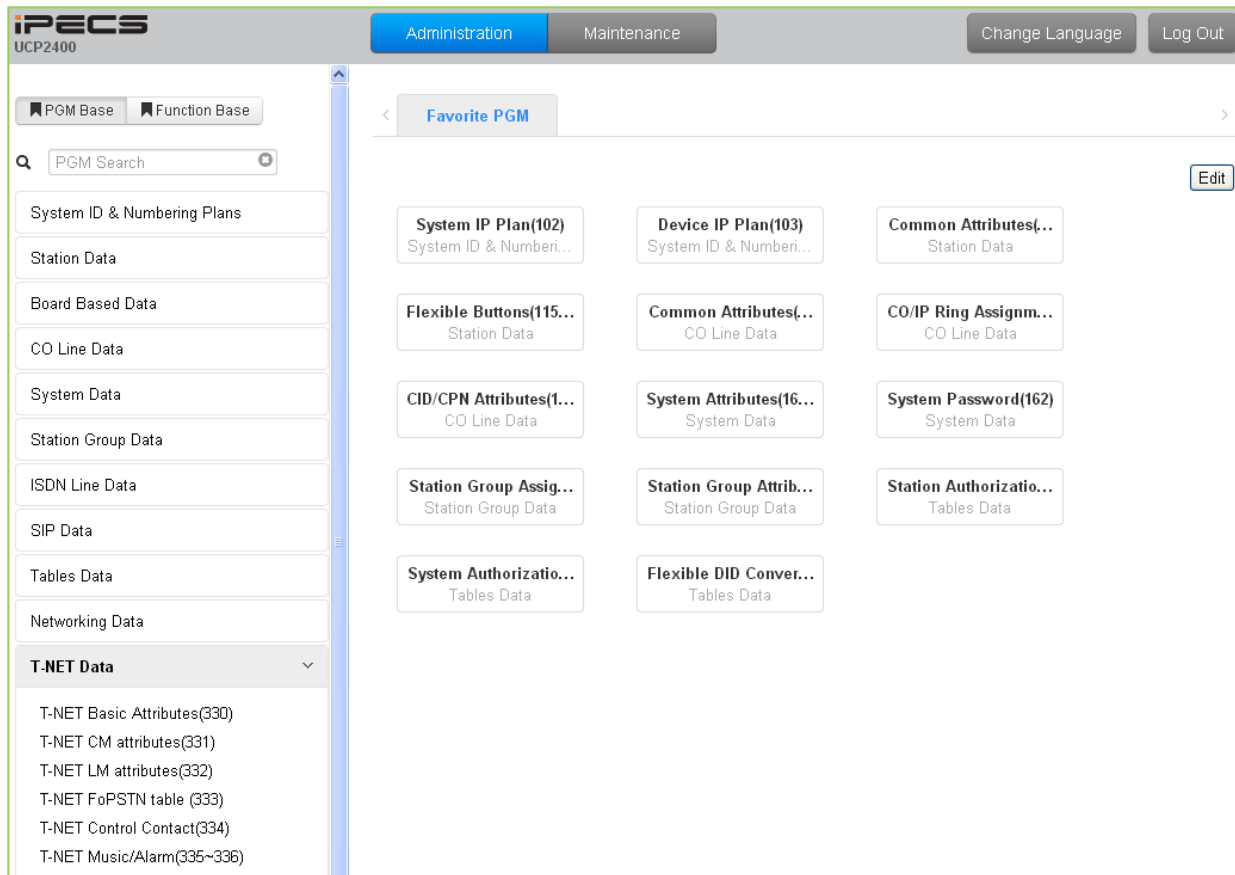 iPECS
UCP2400
Administration
Maintenance
Change Language
Log Out
PGM Base
Function Base
PGM Search
System ID & Numbering Plans
Station Data
Board Based Data
CO Line Data
System Data
Station Group Data
ISDN Line Data
SIP Data
Tables Data
Networking Data
T-NET Data
T-NET Basic Attributes(330)
T-NET CM attributes(331)
T-NET LM attributes(332)
T-NET FoPSTN table (333)
T-NET Control Contact(334)
T-NET Music/Alarm(335~336)
Favorite PGM
Edit
System IP Plan(102)
System ID & Numberi...
Device IP Plan(103)
System ID & Numberi...
Common Attributes(...
Station Data
Flexible Buttons(115...
Station Data
Common Attributes(...
CO Line Data
CO/IP Ring Assignm...
CO Line Data
CID/CPN Attributes(1...
CO Line Data
System Attributes(16...
System Data
System Password(162)
System Data
Station Group Assig...
Station Group Data
Station Group Attrib...
Station Group Data
Station Authorizatio...
Tables Data
System Authorizatio...
Tables Data
Flexible DID Conver...
Tables Data